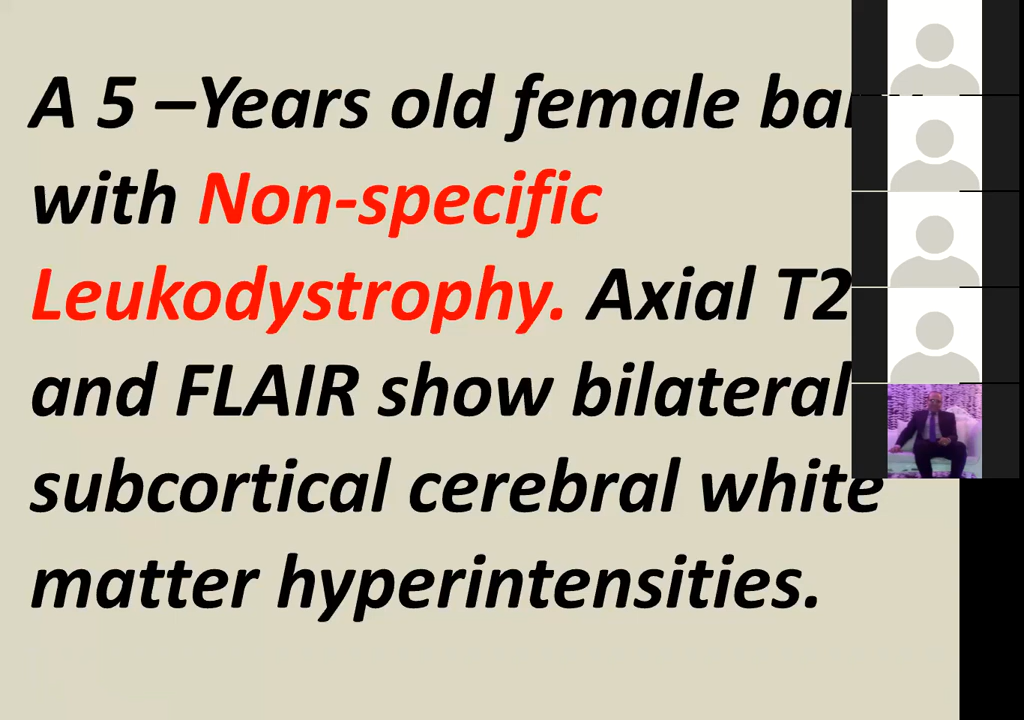 A 5 –Years old female
with Non-specific
Leukodystrophy. Axial T2
and FLAIR show bilateral
subcortical cerebral white
matter hyperintensities.